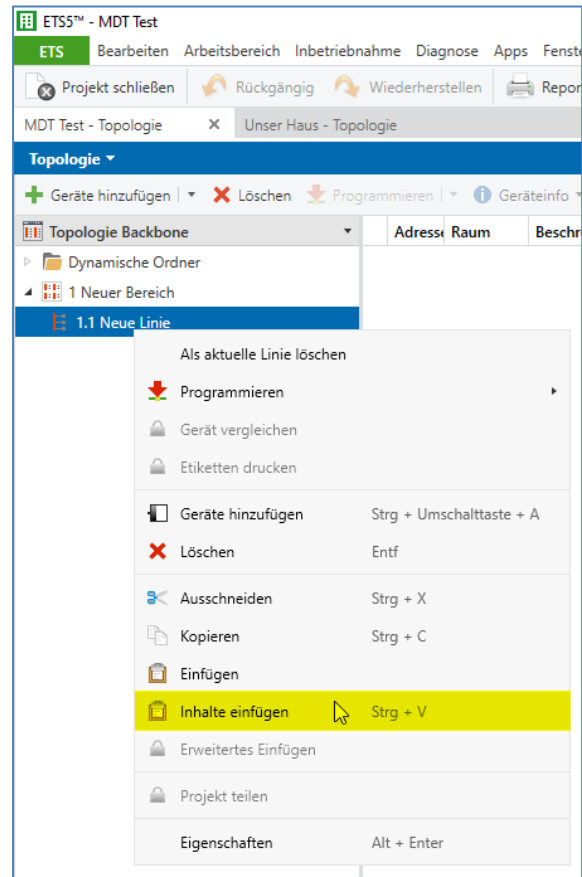 ETS5™ - MDT Test
ETS Bearbeiten Arbeitsbereich Inbetriebnahme Diagnose Apps Fenste
Projekt schließen Rückgängig Wiederherstellen Repor
MDT Test - Topologie Unser Haus - Topologie
Topologie
Geräte hinzufügen Löschen Programmieren Geräteinfo
Topologie Backbone Adresse Raum Beschr
Dynamische Ordner
1 Neuer Bereich
1.1 Neue Linie
Als aktuelle Linie löschen
Programmieren
Gerät vergleichen
Etiketten drucken
Geräte hinzufügen Strg + Umschalttaste + A
Löschen Entf
Ausschneiden Strg + X
Kopieren Strg + C
Einfügen
Inhalte einfügen Strg + V
Erweitertes Einfügen
Projekt teilen
Eigenschaften Alt + Enter